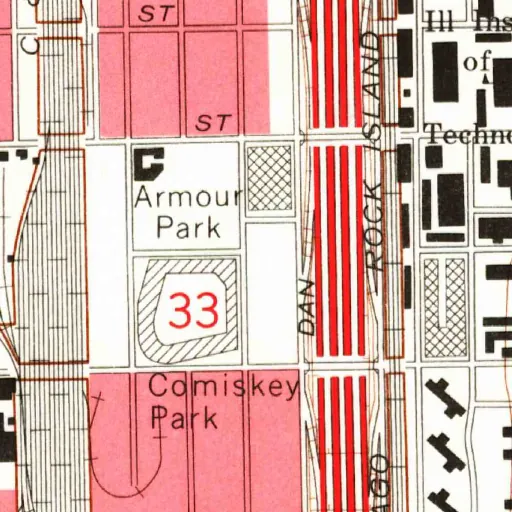 ST
Ill Ins
of
ST
Techno
ROCK ISLAND
Armour
Park
33
DAN
Comiskey
Park
AGO